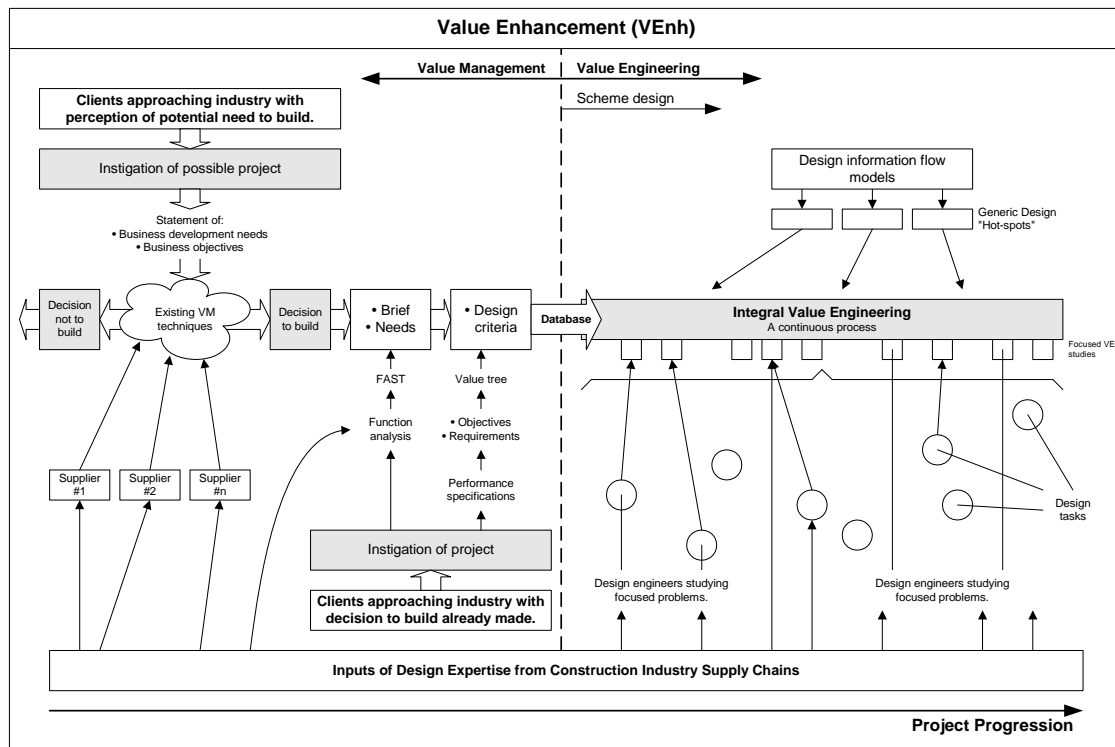 Value Enhancement (VEnh)
Value Management
Value Engineering
Scheme design
Clients approaching industry with
perception of potential need to build.
Instigation of possible project
Statement of:
• Business development needs
• Business objectives
Design information flow
models
Generic Design
"Hot-spots"
Decision
not to
build
Existing VM
techniques
Decision
to build
• Brief
• Needs
• Design
criteria
Database
Integral Value Engineering
A continuous process
Focused VE
studies
FAST
Value tree
Function
analysis
• Objectives
• Requirements
Supplier
#1
Supplier
#2
Supplier
#n
Performance
specifications
Design
tasks
Instigation of project
Clients approaching industry with
decision to build already made.
Design engineers studying
focused problems.
Design engineers studying
focused problems.
Inputs of Design Expertise from Construction Industry Supply Chains
Project Progression